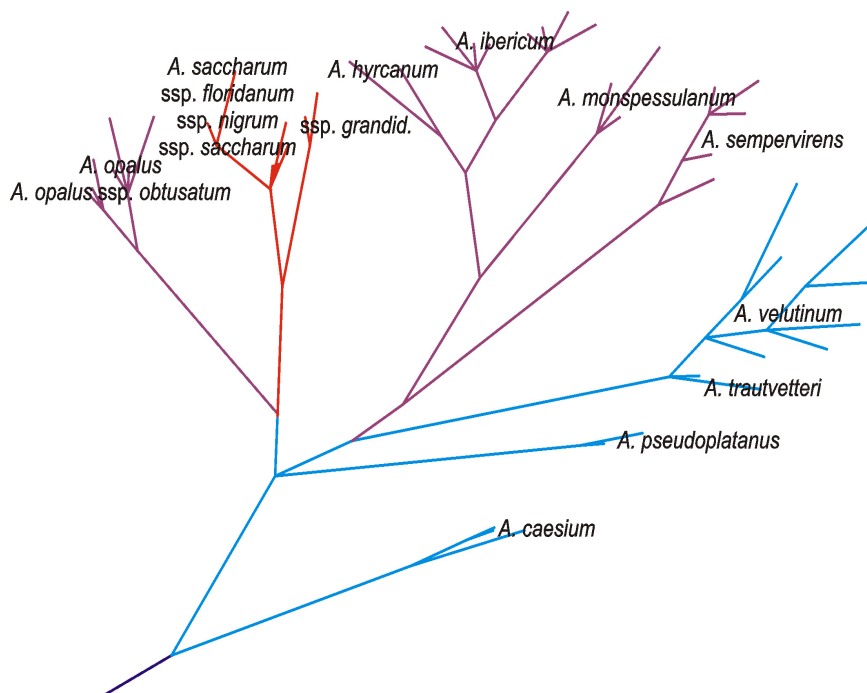 A. saccharum
ssp. floridanum
ssp. nigrum
ssp. saccharum
ssp. grandid.
A. opalus
A. opalus ssp. obtusatum
A. hyrcanum
A. ibericum
A. monspessulanum
A. sempervirens
A. velutinum
A. trautvetteri
A. pseudoplatanus
A. caesium